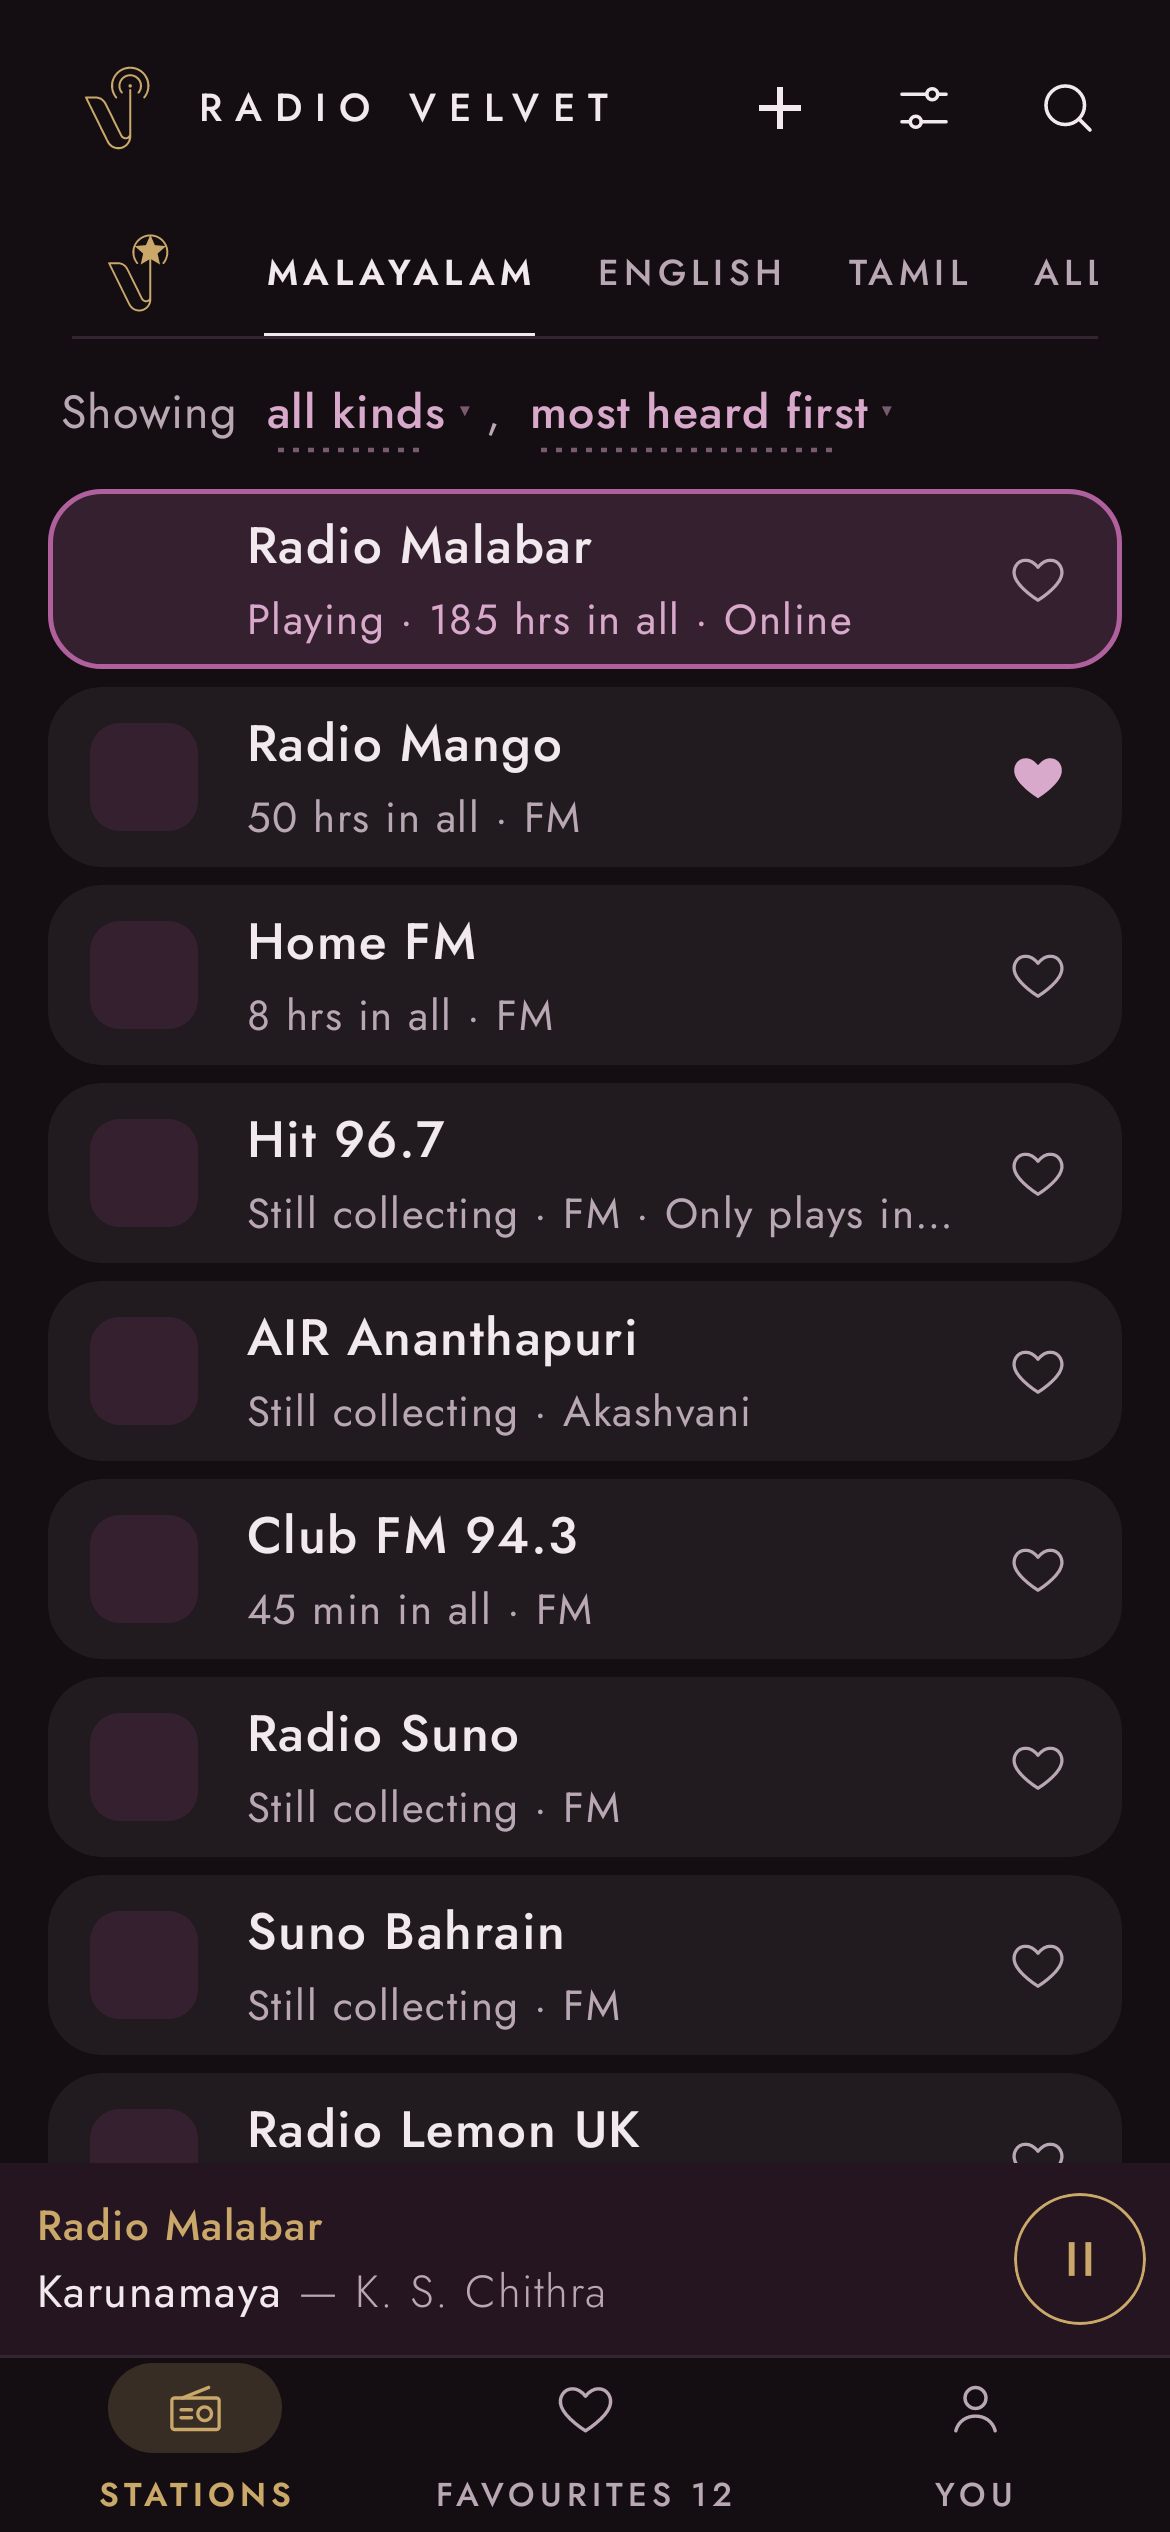 RADIO VELVET
MALAYALAM ENGLISH TAMIL ALL
Showing all kinds ▾ , most heard first ▾
Radio Malabar
Playing · 185 hrs in all · Online
Radio Mango
50 hrs in all · FM
Home FM
8 hrs in all · FM
Hit 96.7
Still collecting · FM · Only plays in...
AIR Ananthapuri
Still collecting · Akashvani
Club FM 94.3
45 min in all · FM
Radio Suno
Still collecting · FM
Suno Bahrain
Still collecting · FM
Radio Lemon UK
Radio Malabar
Karunamaya — K. S. Chithra
STATIONS FAVOURITES 12 YOU